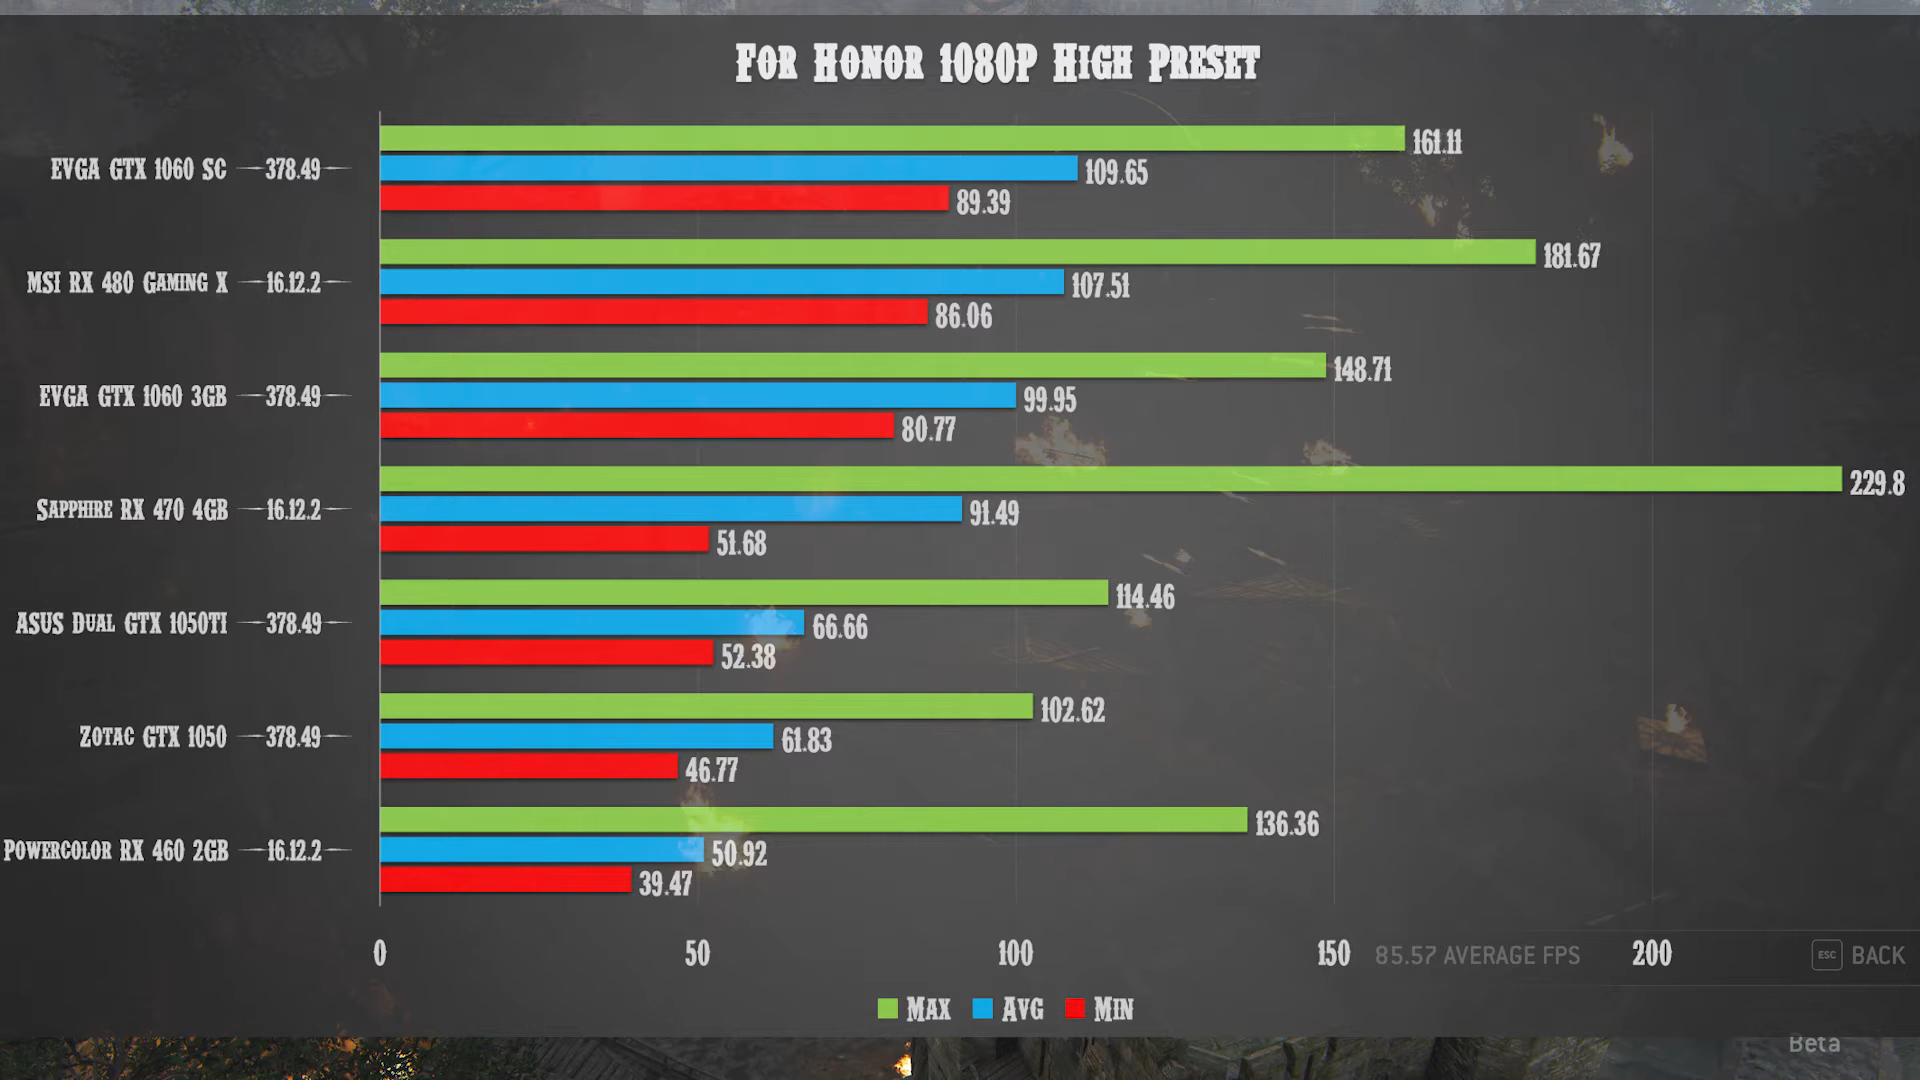 For Honor 1080P High Preset
EVGA GTX 1060 SC 378.49
161.11
109.65
89.39
MSI RX 480 Gaming X 16.12.2
181.67
107.51
86.06
EVGA GTX 1060 3GB 378.49
148.71
99.95
80.77
Sapphire RX 470 4GB 16.12.2
229.8
91.49
51.68
ASUS Dual GTX 1050TI 378.49
114.46
66.66
52.38
Zotac GTX 1050 378.49
102.62
61.83
46.77
Powercolor RX 460 2GB 16.12.2
136.36
50.92
39.47
0 50 100 150 200
85.57 AVERAGE FPS
ESC BACK
Max Avg Min
Beta